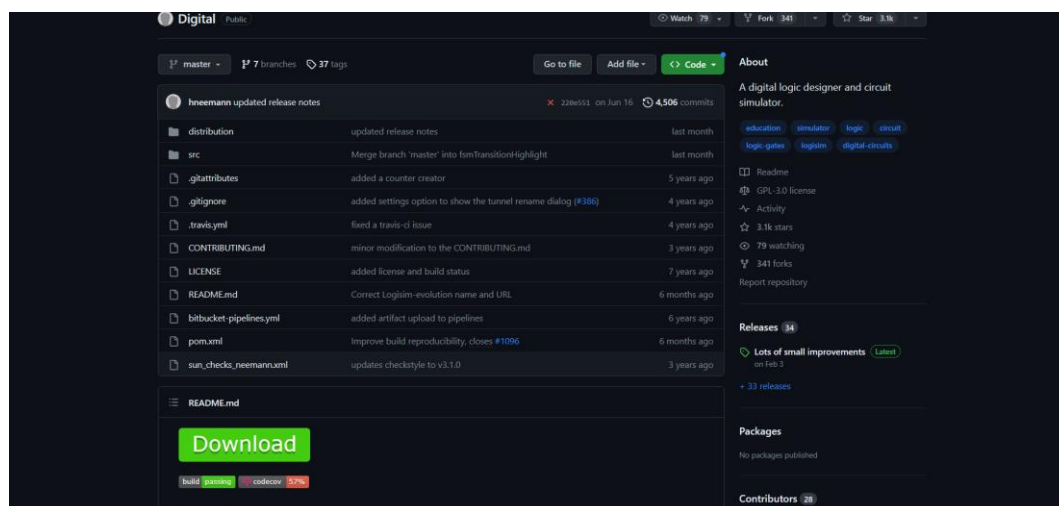 Digital Public
Watch 79 Fork 341 Star 3.1k
master 7 branches 37 tags Go to file Add file <> Code
hneemann updated release notes 220e551 on Jun 16 4,506 commits
distribution updated release notes last month
src Merge branch 'master' into fsmTransitionHighlight last month
.gitattributes added a counter creator 5 years ago
.gitignore added settings option to show the tunnel rename dialog (#386) 4 years ago
.travis.yml fixed a travis-ci issue 4 years ago
CONTRIBUTING.md minor modification to the CONTRIBUTING.md 3 years ago
LICENSE added license and build status 7 years ago
README.md Correct Logisim-evolution name and URL 6 months ago
bitbucket-pipelines.yml added artifact upload to pipelines 6 years ago
pom.xml Improve build reproducibility, closes #1096 6 months ago
sun_checks_neemann.xml updates checkstyle to v3.1.0 3 years ago
README.md
Download
build passing codecov 57%
About
A digital logic designer and circuit
simulator.
education simulator logic circuit
logic-gates logisim digital-circuits
Readme
GPL-3.0 license
Activity
3.1k stars
79 watching
341 forks
Report repository
Releases 34
Lots of small improvements Latest
on Feb 3
+ 33 releases
Packages
No packages published
Contributors 28